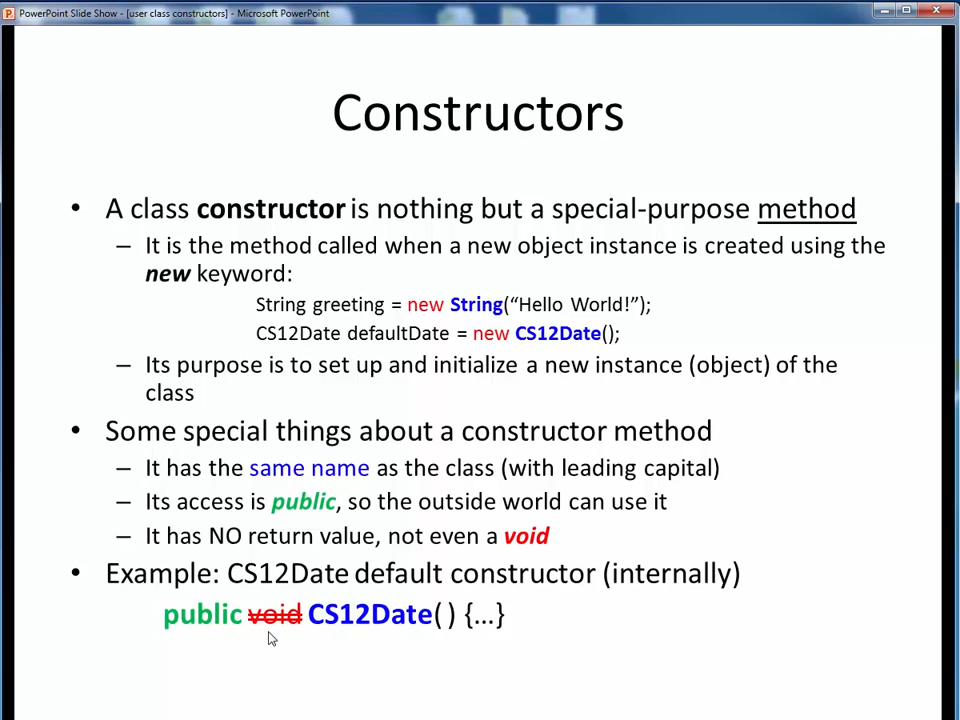 PowerPoint Slide Show - [user class constructors] - Microsoft PowerPoint
Constructors
• A class constructor is nothing but a special-purpose method
– It is the method called when a new object instance is created using the
new keyword:
String greeting = new String(“Hello World!”);
CS12Date defaultDate = new CS12Date();
– Its purpose is to set up and initialize a new instance (object) of the
class
• Some special things about a constructor method
– It has the same name as the class (with leading capital)
– Its access is public, so the outside world can use it
– It has NO return value, not even a void
• Example: CS12Date default constructor (internally)
public void CS12Date( ) {…}